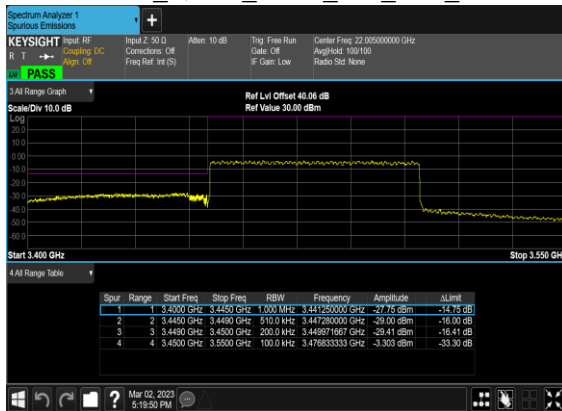 Spectrum Analyzer 1
Spurious Emissions
KEYSIGHT Input: RF Input Z: 50 Ω Atten: 10 dB Trig: Free Run Center Freq: 22.005000000 GHz
R T Coupling: DC Corrections: Off Gate: Off Avg|Hold: 100/100
Align: Off Freq Ref: Int (S) IF Gain: Low Radio Std: None
PASS
3 All Range Graph
Ref Lvl Offset 40.06 dB
Scale/Div 10.0 dB Ref Value 30.00 dBm
Log
20.0
10.0
0.00
-10.0
-20.0
-30.0
-40.0
-50.0
-60.0
Start 3.400 GHz Stop 3.550 GH
4 All Range Table
Spur Range Start Freq Stop Freq RBW Frequency Amplitude ΔLimit
1 1 3.4000 GHz 3.4450 GHz 1.000 MHz 3.441250000 GHz -27.75 dBm -14.75 dB
2 2 3.4450 GHz 3.4490 GHz 510.0 kHz 3.447280000 GHz -29.00 dBm -16.00 dB
3 3 3.4490 GHz 3.4500 GHz 200.0 kHz 3.449971667 GHz -29.41 dBm -16.41 dB
4 4 3.4500 GHz 3.5500 GHz 100.0 kHz 3.476833333 GHz -3.303 dBm -33.30 dB
Mar 02, 2023
5:19:50 PM